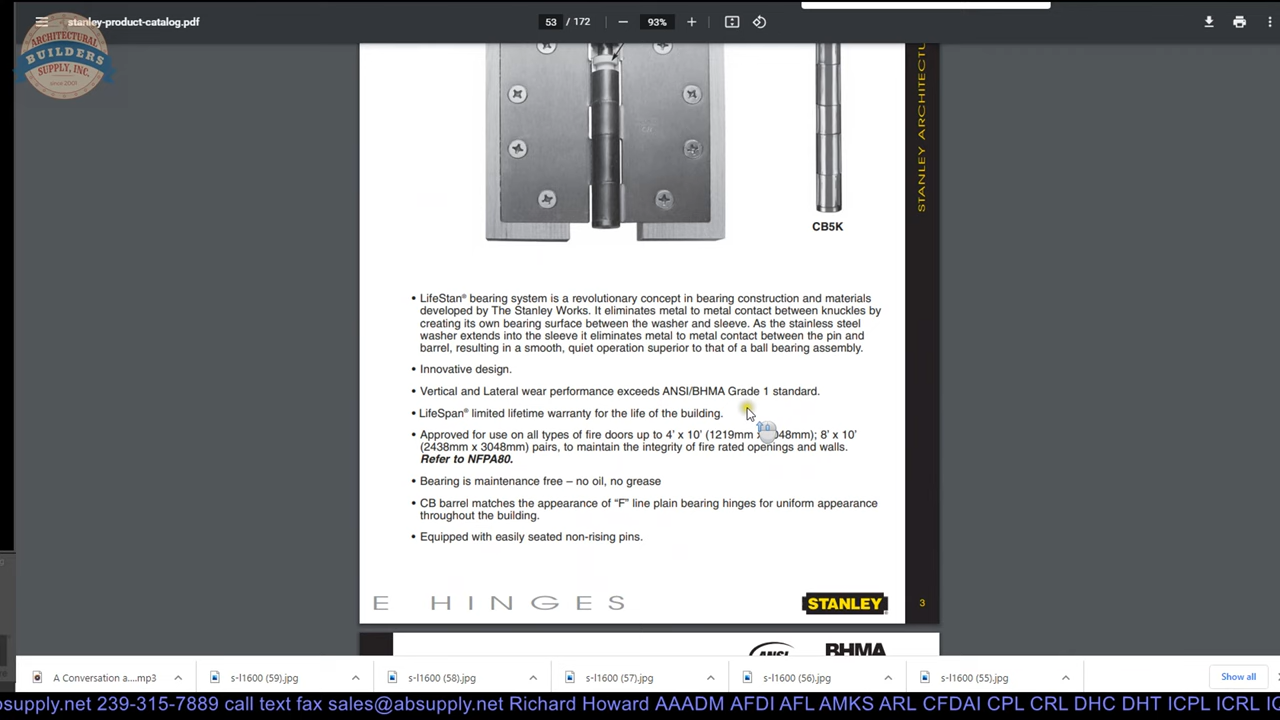 stanley-product-catalog.pdf
53 / 172
93%
ARCHITECTURAL
BUILDERS
SUPPLY, INC.
since 2001
STANLEY ARCHITECTU
CB5K
• LifeStan® bearing system is a revolutionary concept in bearing construction and materials
developed by The Stanley Works. It eliminates metal to metal contact between knuckles by
creating its own bearing surface between the washer and sleeve. As the stainless steel
washer extends into the sleeve it eliminates metal to metal contact between the pin and
barrel, resulting in a smooth, quiet operation superior to that of a ball bearing assembly.
• Innovative design.
• Vertical and Lateral wear performance exceeds ANSI/BHMA Grade 1 standard.
• LifeSpan® limited lifetime warranty for the life of the building.
• Approved for use on all types of fire doors up to 4' x 10' (1219mm x 048mm); 8' x 10'
(2438mm x 3048mm) pairs, to maintain the integrity of fire rated openings and walls.
Refer to NFPA80.
• Bearing is maintenance free – no oil, no grease
• CB barrel matches the appearance of “F” line plain bearing hinges for uniform appearance
throughout the building.
• Equipped with easily seated non-rising pins.
E HINGES
STANLEY
3
ANSI
BHMA
A Conversation a....mp3
s-l1600 (59).jpg
s-l1600 (58).jpg
s-l1600 (57).jpg
s-l1600 (56).jpg
s-l1600 (55).jpg
Show all
osupply.net 239-315-7889 call text fax sales@absupply.net Richard Howard AAADM AFDI AFL AMKS ARL CFDAI CPL CRL DHC DHT ICPL ICRL IC